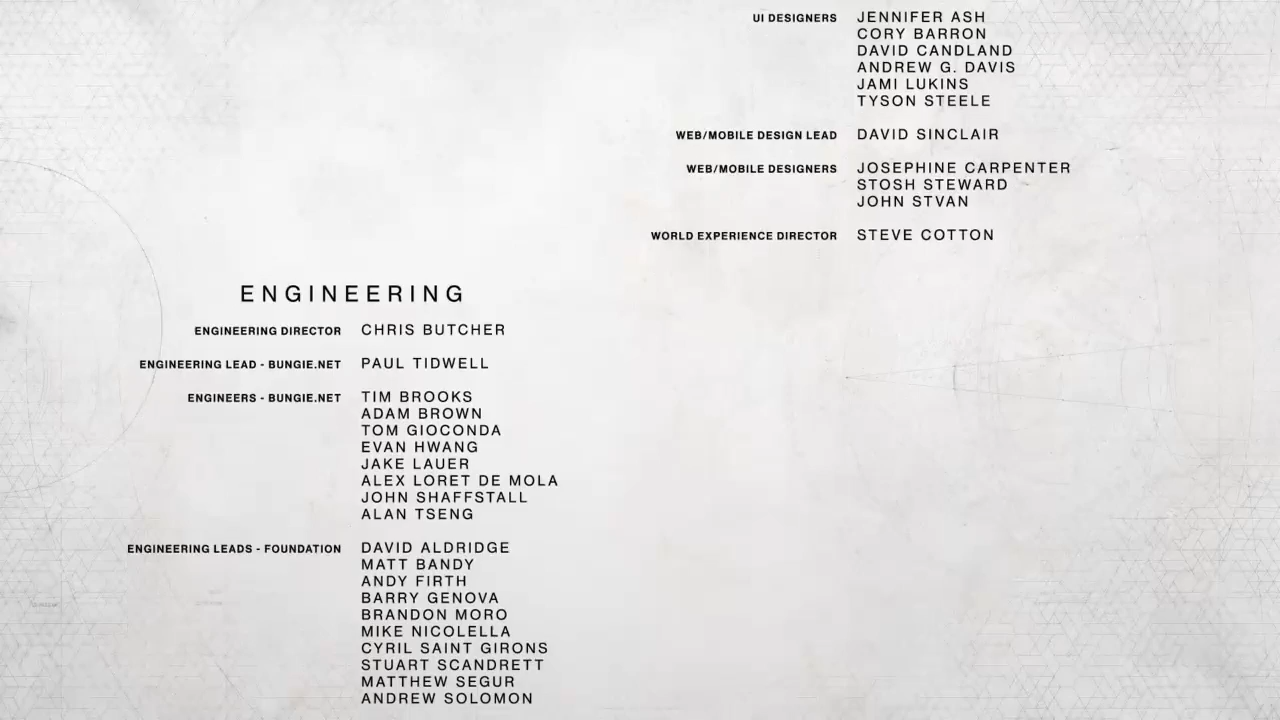 UI DESIGNERS JENNIFER ASH
CORY BARRON
DAVID CANDLAND
ANDREW G. DAVIS
JAMI LUKINS
TYSON STEELE
WEB/MOBILE DESIGN LEAD DAVID SINCLAIR
WEB/MOBILE DESIGNERS JOSEPHINE CARPENTER
STOSH STEWARD
JOHN STVAN
WORLD EXPERIENCE DIRECTOR STEVE COTTON
ENGINEERING
ENGINEERING DIRECTOR CHRIS BUTCHER
ENGINEERING LEAD - BUNGIE.NET PAUL TIDWELL
ENGINEERS - BUNGIE.NET TIM BROOKS
ADAM BROWN
TOM GIOCONDA
EVAN HWANG
JAKE LAUER
ALEX LORET DE MOLA
JOHN SHAFFSTALL
ALAN TSENG
ENGINEERING LEADS - FOUNDATION DAVID ALDRIDGE
MATT BANDY
ANDY FIRTH
BARRY GENOVA
BRANDON MORO
MIKE NICOLELLA
CYRIL SAINT GIRONS
STUART SCANDRETT
MATTHEW SEGUR
ANDREW SOLOMON